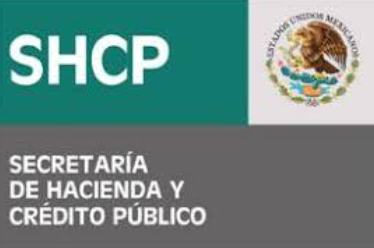 SHCP
ESTADOS UNIDOS MEXICANOS
SECRETARÍA
DE HACIENDA Y
CRÉDITO PÚBLICO